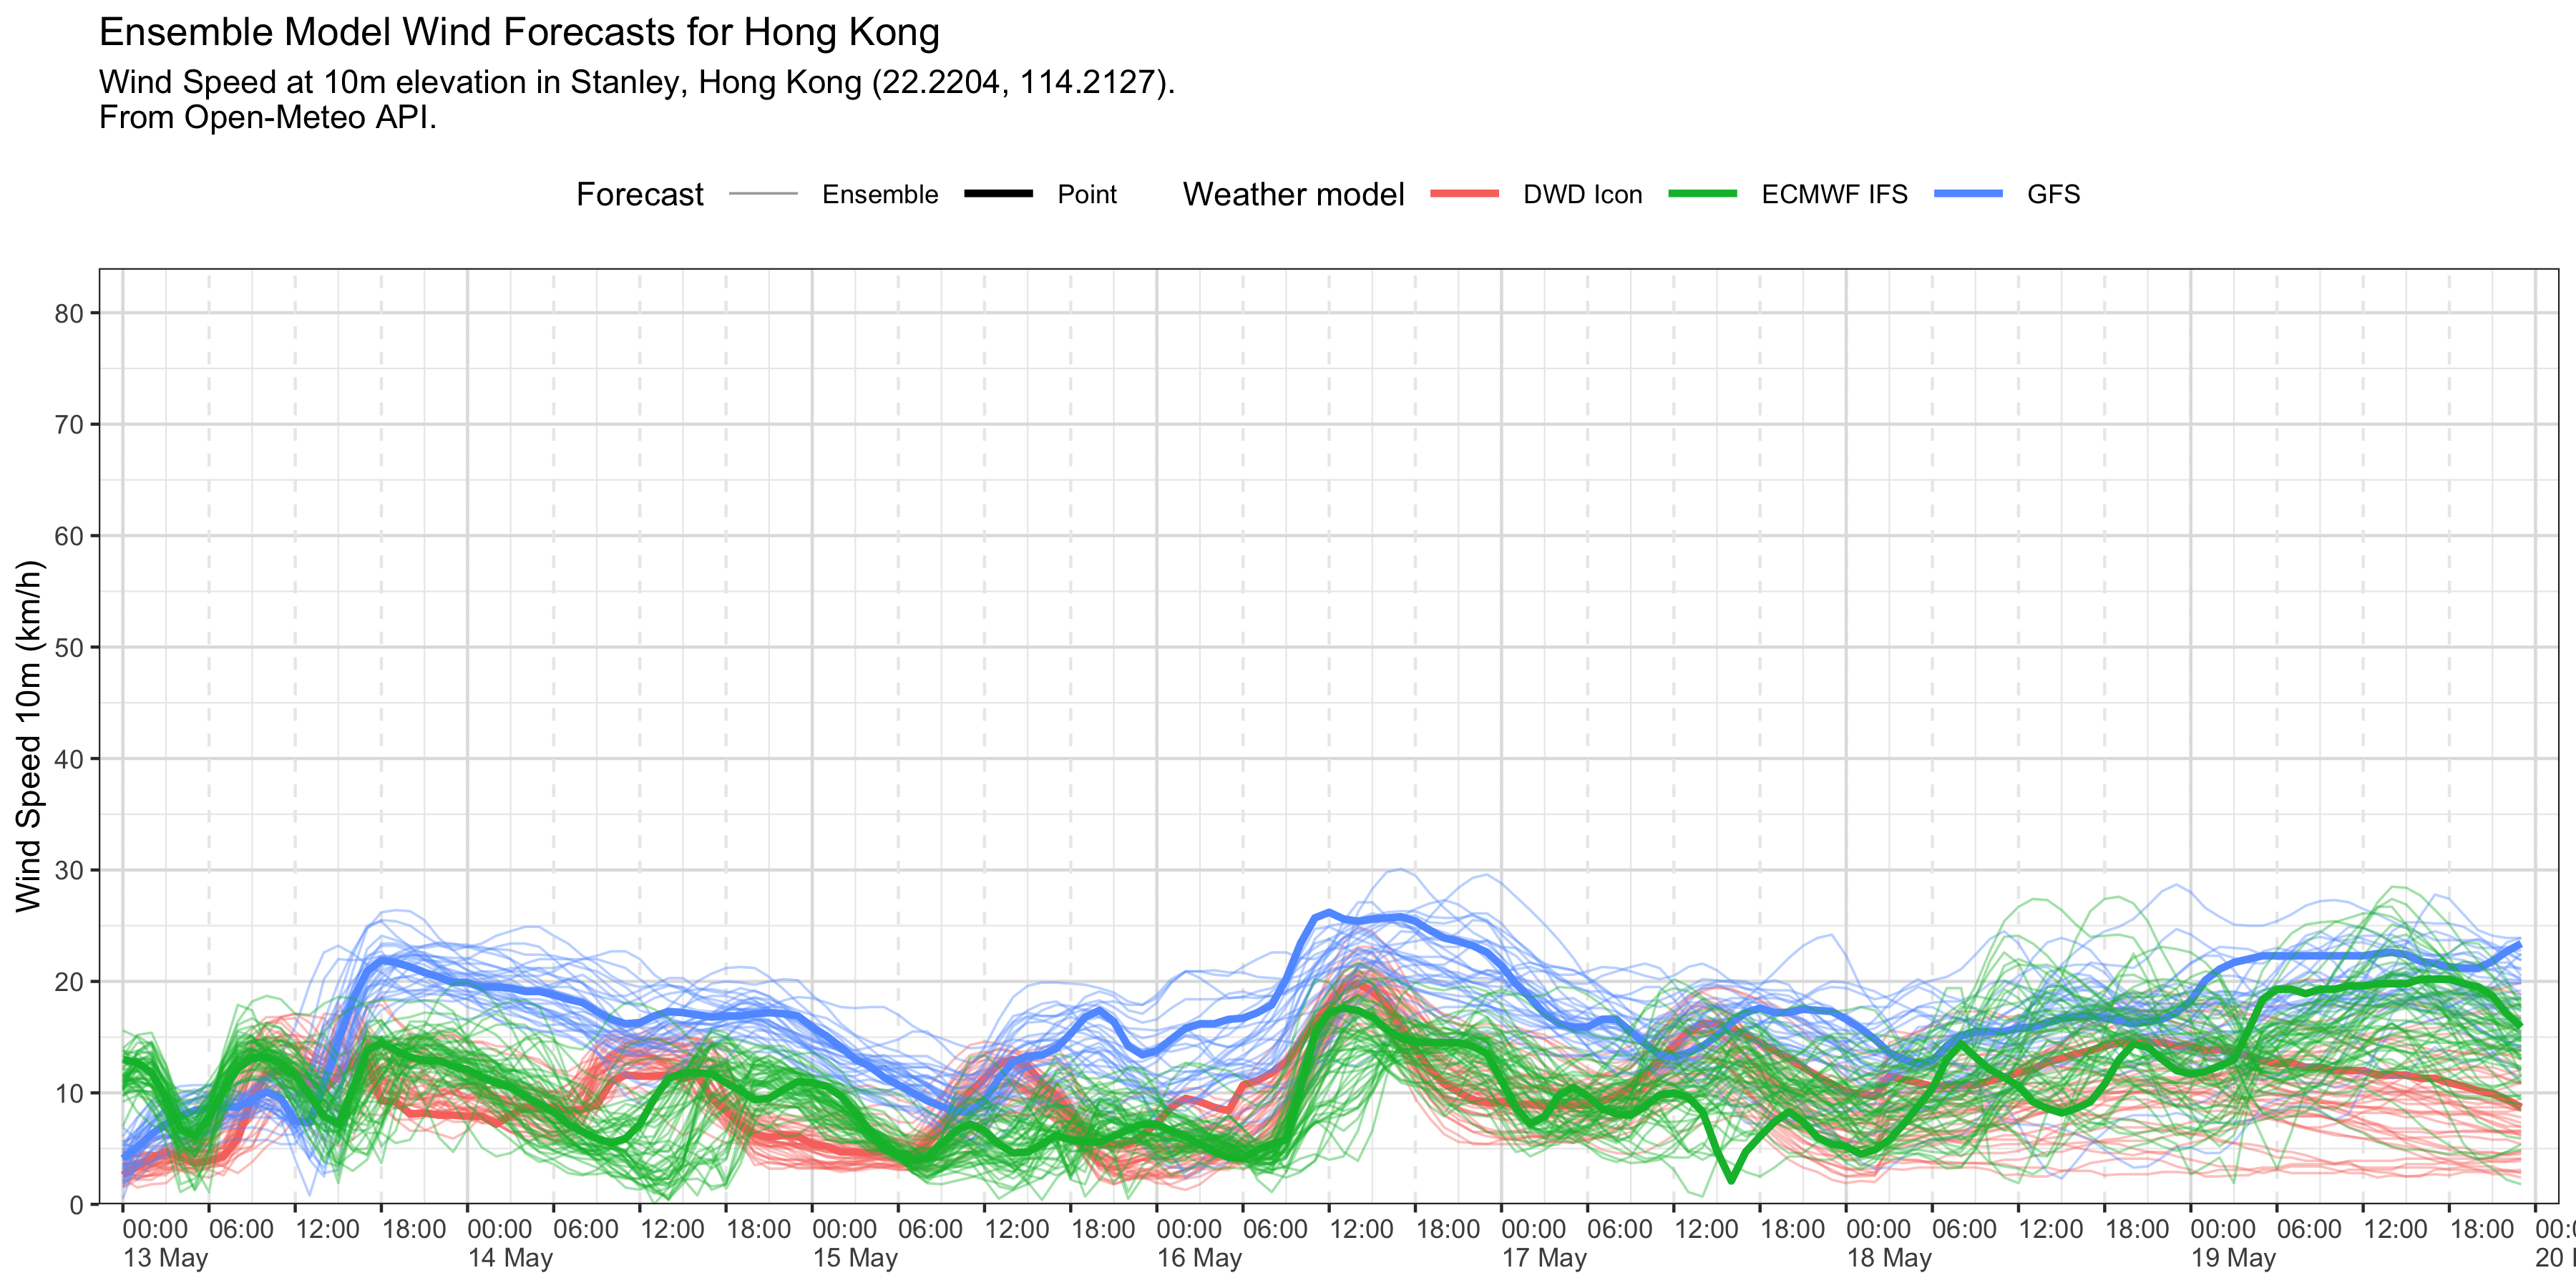 Ensemble Model Wind Forecasts for Hong Kong
Wind Speed at 10m elevation in Stanley, Hong Kong (22.2204, 114.2127).
From Open-Meteo API.
Forecast Ensemble Point Weather model DWD Icon ECMWF IFS GFS
Wind Speed 10m (km/h)
80
70
60
50
40
30
20
10
0
00:00 06:00 12:00 18:00 00:00 06:00 12:00 18:00 00:00 06:00 12:00 18:00 00:00 06:00 12:00 18:00 00:00 06:00 12:00 18:00 00:00 06:00 12:00 18:00 00:00 06:00 12:00 18:00 00:0
13 May 14 May 15 May 16 May 17 May 18 May 19 May 20